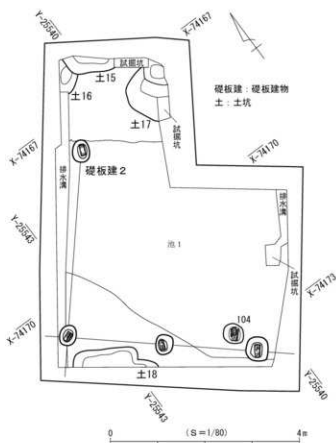 Y-25540
X-74167
試掘坑
土15
土16
土17
試掘坑
礎板建：礎板建物
土：土坑
X-74167
礎板建2
排水溝
X-74170
排水溝
Y-25543
池1
試掘坑
X-74173
X-74170
104
土18
Y-25543
Y-25540
0 (S=1/80) 4m